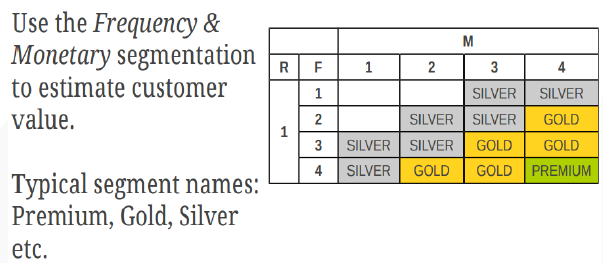 Use the Frequency &
Monetary segmentation
to estimate customer
value.
Typical segment names:
Premium, Gold, Silver
etc.
M
R F 1 2 3 4
1
1 SILVER SILVER
2 SILVER SILVER GOLD
3 SILVER SILVER GOLD GOLD
4 SILVER GOLD GOLD PREMIUM